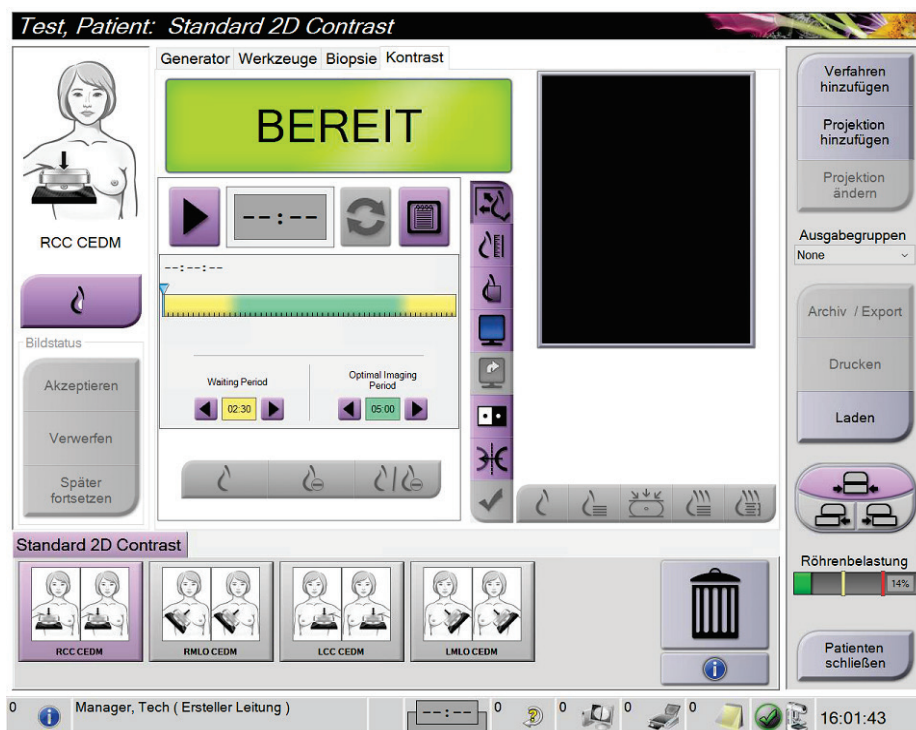 Test, Patient: Standard 2D Contrast
Generator Werkzeuge Biopsie Kontrast
BEREIT
--:--
RCC CEDM
--:--:--
Waiting Period
02:30
Optimal Imaging
Period
05:00
Bildstatus
Akzeptieren
Verwerfen
Später
fortsetzen
Verfahren
hinzufügen
Projektion
hinzufügen
Projektion
ändern
Ausgabegruppen
None
Archiv / Export
Drucken
Laden
Röhrenbelastung
14%
Patienten
schließen
Standard 2D Contrast
RCC CEDM
RMLO CEDM
LCC CEDM
LMLO CEDM
0 Manager, Tech ( Ersteller Leitung ) --:-- 0 0 0 0 16:01:43